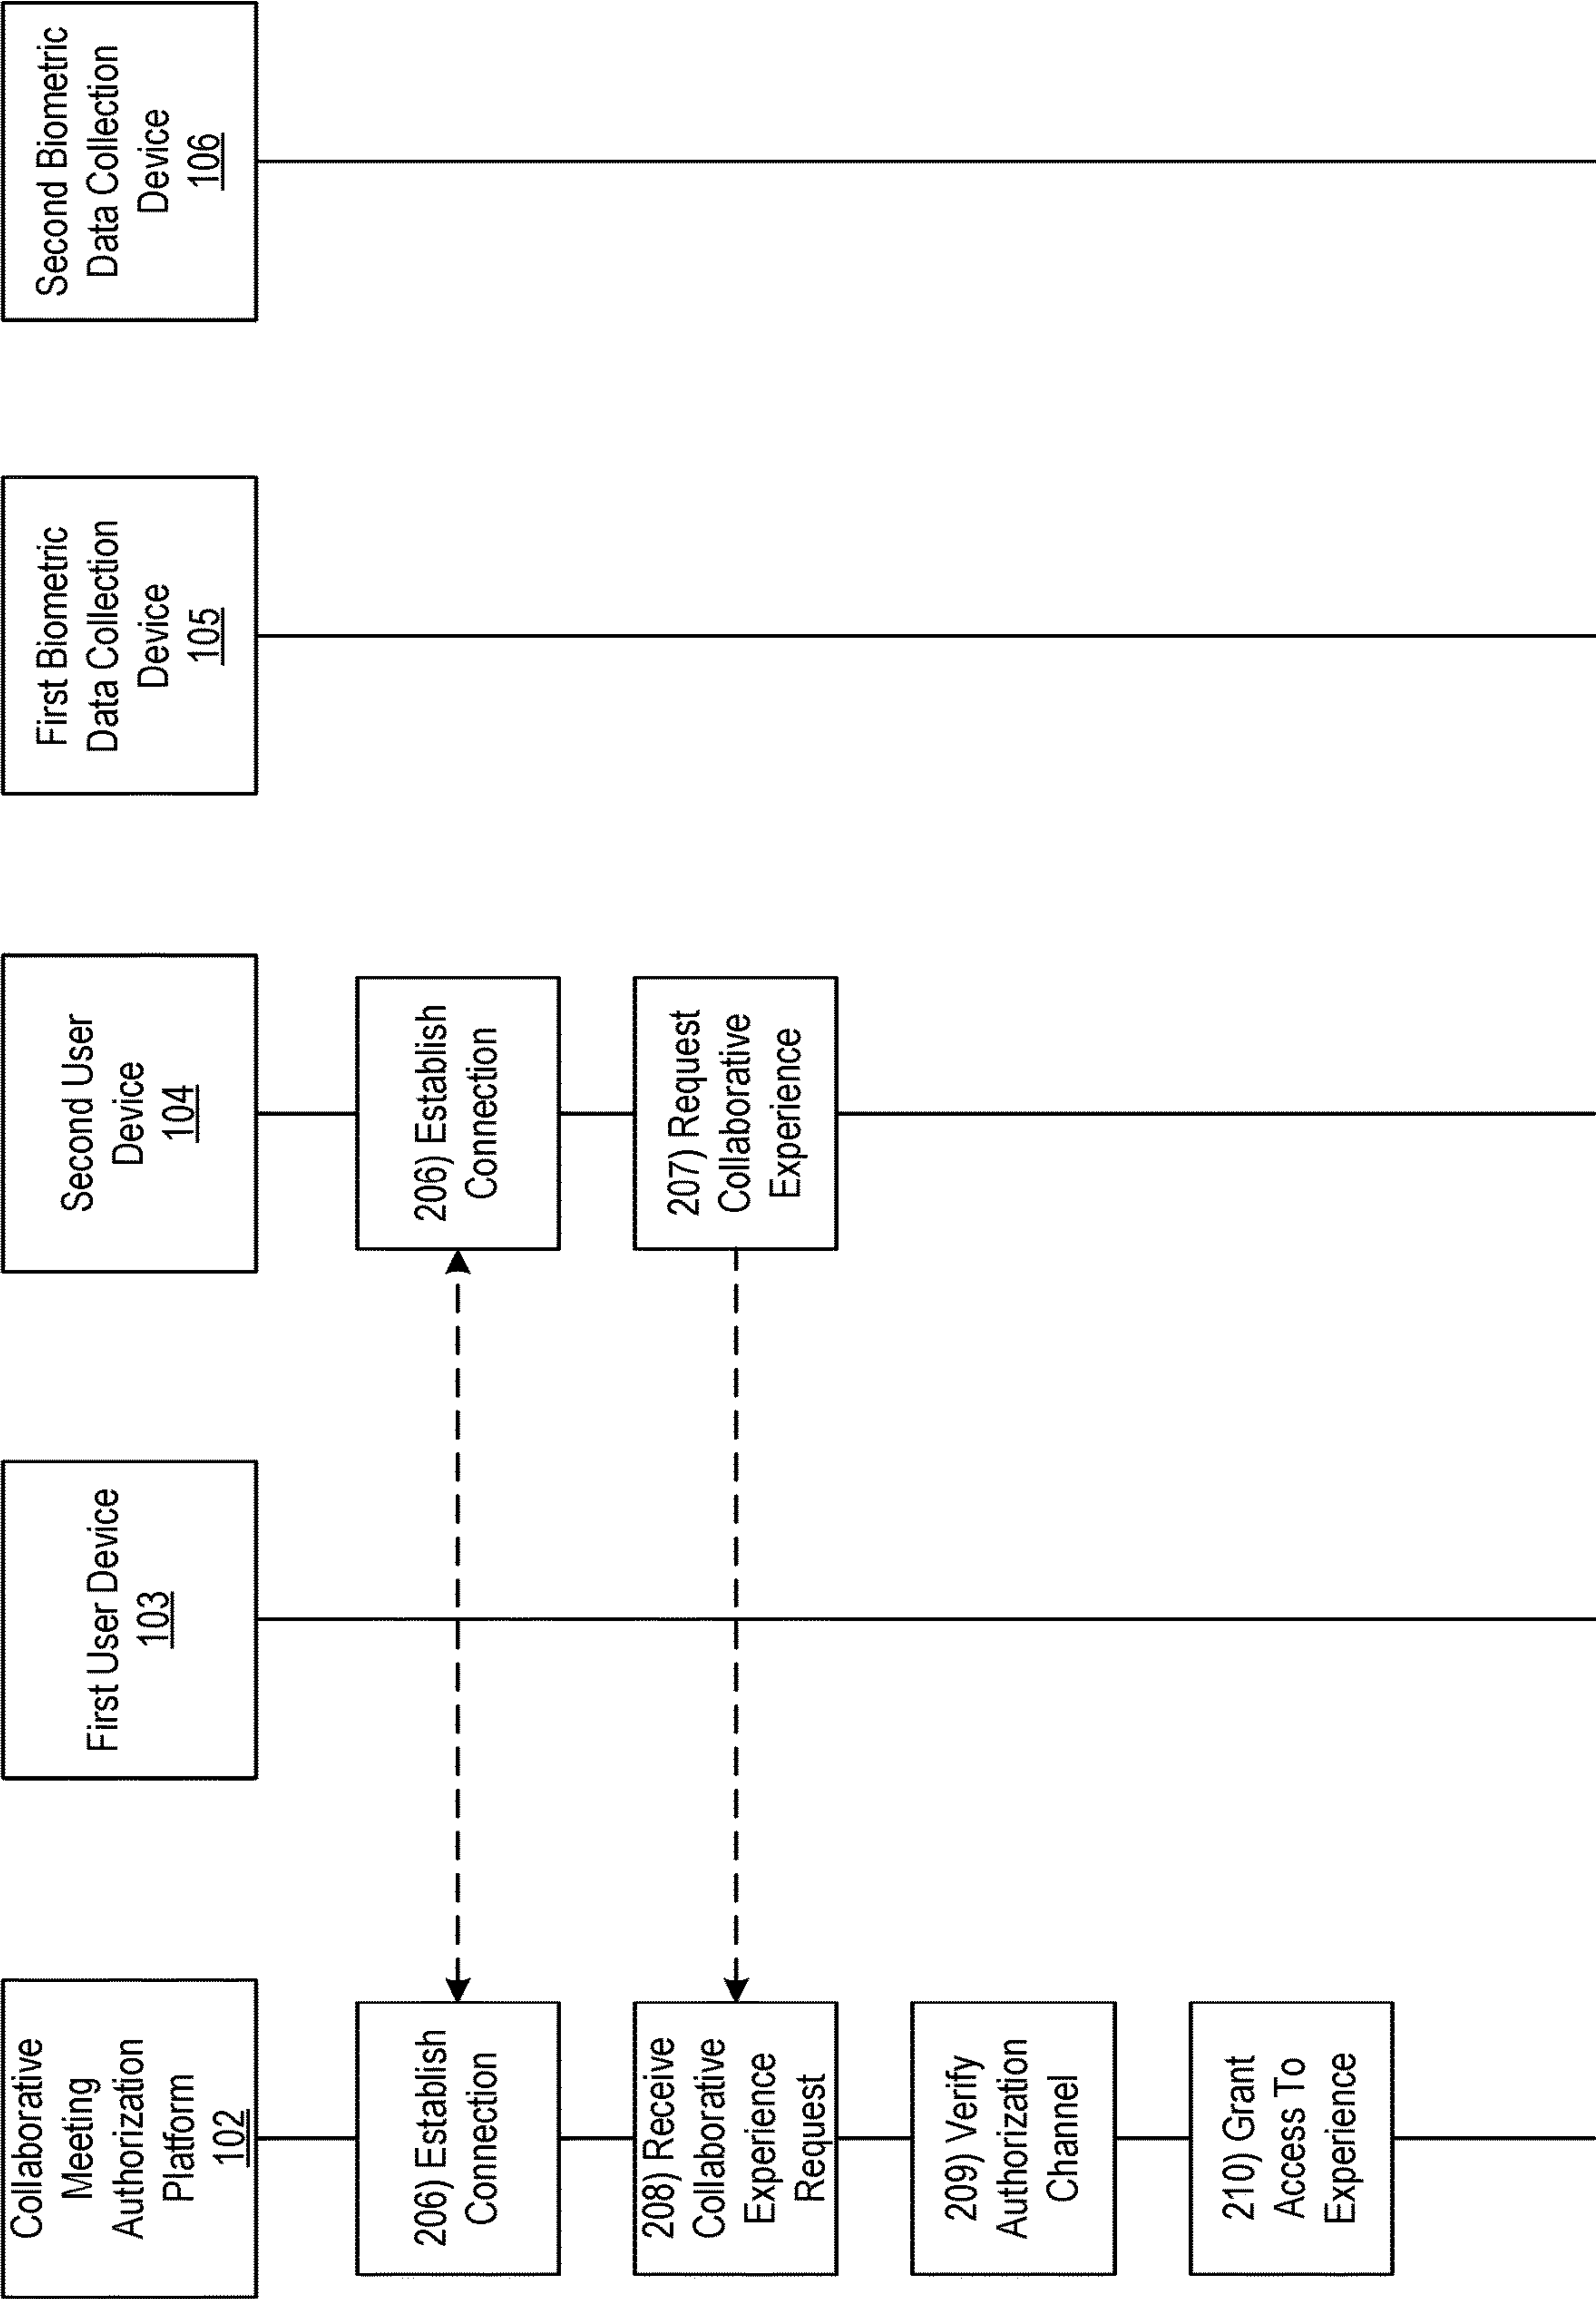 Collaborative
Meeting
Authorization
Platform
102
First User Device
103
Second User
Device
104
First Biometric
Data Collection
Device
105
Second Biometric
Data Collection
Device
106
206) Establish
Connection
206) Establish
Connection
208) Receive
Collaborative
Experience
Request
207) Request
Collaborative
Experience
209) Verify
Authorization
Channel
210) Grant
Access To
Experience